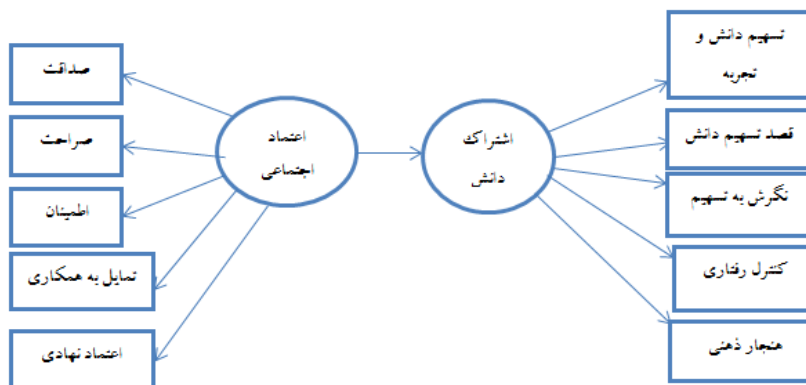 تسهیم دانش و
تجربه
قصد تسهیم دانش
نگرش به تسهیم
کنترل رفتاری
هنجار ذهنی
اشتراک
دانش
اعتماد
اجتماعی
صداقت
صراحت
اطمینان
تمایل به همکاری
اعتماد نهادی